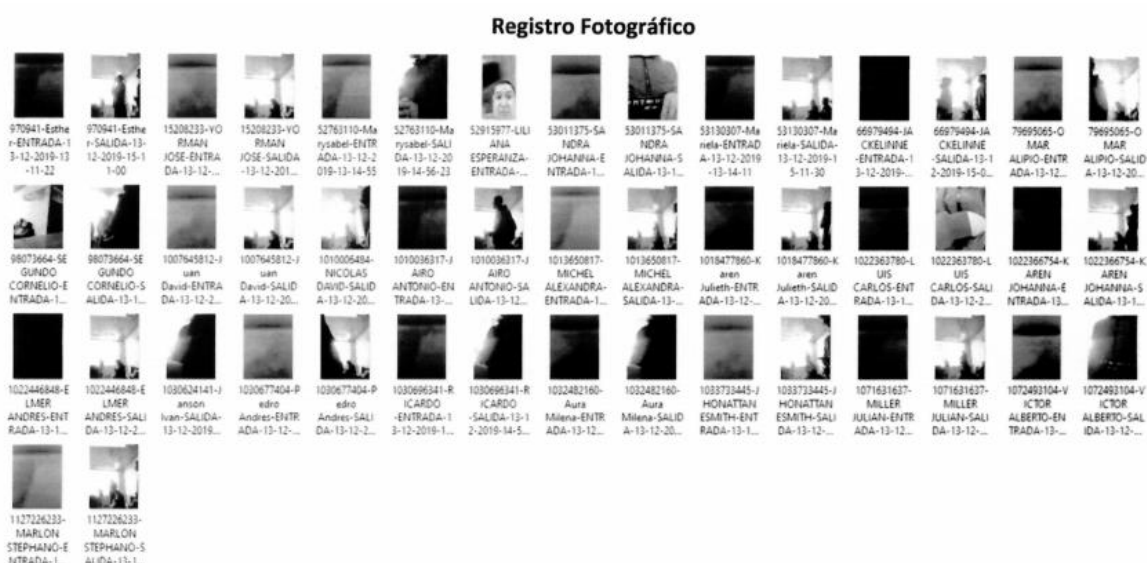 Registro Fotográfico
970941-Esthe
r-ENTRADA-1
3-12-2019-13
-11-22
970941-Esthe
r-SALIDA-13-
12-2019-15-1
1-00
15208233-YO
RMAN
JOSE-ENTRA
DA-13-12-...
15208233-YO
RMAN
JOSE-SALIDA
-13-12-201...
52763110-Ma
rysabel-ENTR
ADA-13-12-2
019-13-14-55
52763110-Ma
rysabel-SALI
DA-13-12-20
19-14-56-23
52915977-LILI
ANA
ESPERANZA-
ENTRADA-...
53011375-SA
NDRA
JOHANNA-E
NTRADA-1...
53011375-SA
NDRA
JOHANNA-S
ALIDA-13-1...
53130307-Ma
riela-ENTRAD
A-13-12-2019
-13-14-11
53130307-Ma
riela-SALIDA-
13-12-2019-1
5-11-30
66979494-JA
CKELINNE
-ENTRADA-1
3-12-2019-...
66979494-JA
CKELINNE
-SALIDA-13-1
2-2019-15-0...
79695065-O
MAR
ALIPIO-ENTR
ADA-13-12...
79695065-O
MAR
ALIPIO-SALID
A-13-12-20...
98073664-SE
GUNDO
CORNELIO-E
NTRADA-1...
98073664-SE
GUNDO
CORNELIO-S
ALIDA-13-1...
1007645812-J
uan
David-ENTRA
DA-13-12-2...
1007645812-J
uan
David-SALID
A-13-12-20...
1010006484-
NICOLAS
DAVID-SALID
A-13-12-20...
1010036317-J
AIRO
ANTONIO-EN
TRADA-13-...
1010036317-J
AIRO
ANTONIO-SA
LIDA-13-12...
1013650817-
MICHEL
ALEXANDRA-
ENTRADA-1...
1013650817-
MICHEL
ALEXANDRA-
SALIDA-13-...
1018477860-K
aren
Julieth-ENTR
ADA-13-12-...
1018477860-K
aren
Julieth-SALID
A-13-12-20...
1022363780-L
UIS
CARLOS-ENT
RADA-13-1...
1022363780-L
UIS
CARLOS-SALI
DA-13-12-2...
1022366754-K
AREN
JOHANNA-E
NTRADA-13...
1022366754-K
AREN
JOHANNA-S
ALIDA-13-1...
1022446848-E
LMER
ANDRES-ENT
RADA-13-1...
1022446848-E
LMER
ANDRES-SALI
DA-13-12-2...
1030624141-J
anson
Ivan-SALIDA-
13-12-2019...
1030677404-P
edro
Andres-ENTR
ADA-13-12-...
1030677404-P
edro
Andres-SALI
DA-13-12-2...
1030696341-R
ICARDO
-ENTRADA-1
3-12-2019-1...
1030696341-R
ICARDO
-SALIDA-13-1
2-2019-14-5...
1032482160-
Aura
Milena-ENTR
ADA-13-12...
1032482160-
Aura
Milena-SALID
A-13-12-20...
1033733445-J
HONATTAN
ESMITH-ENT
RADA-13-1...
1033733445-J
HONATTAN
ESMITH-SALI
DA-13-12-...
1071631637-
MILLER
JULIAN-ENTR
ADA-13-12...
1071631637-
MILLER
JULIAN-SALI
DA-13-12-2...
1072493104-V
ICTOR
ALBERTO-EN
TRADA-13-...
1072493104-V
ICTOR
ALBERTO-SAL
IDA-13-12-...
1127226233-
MARLON
STEPHANO-E
NTRADA-1...
1127226233-
MARLON
STEPHANO-S
ALIDA-13-1...